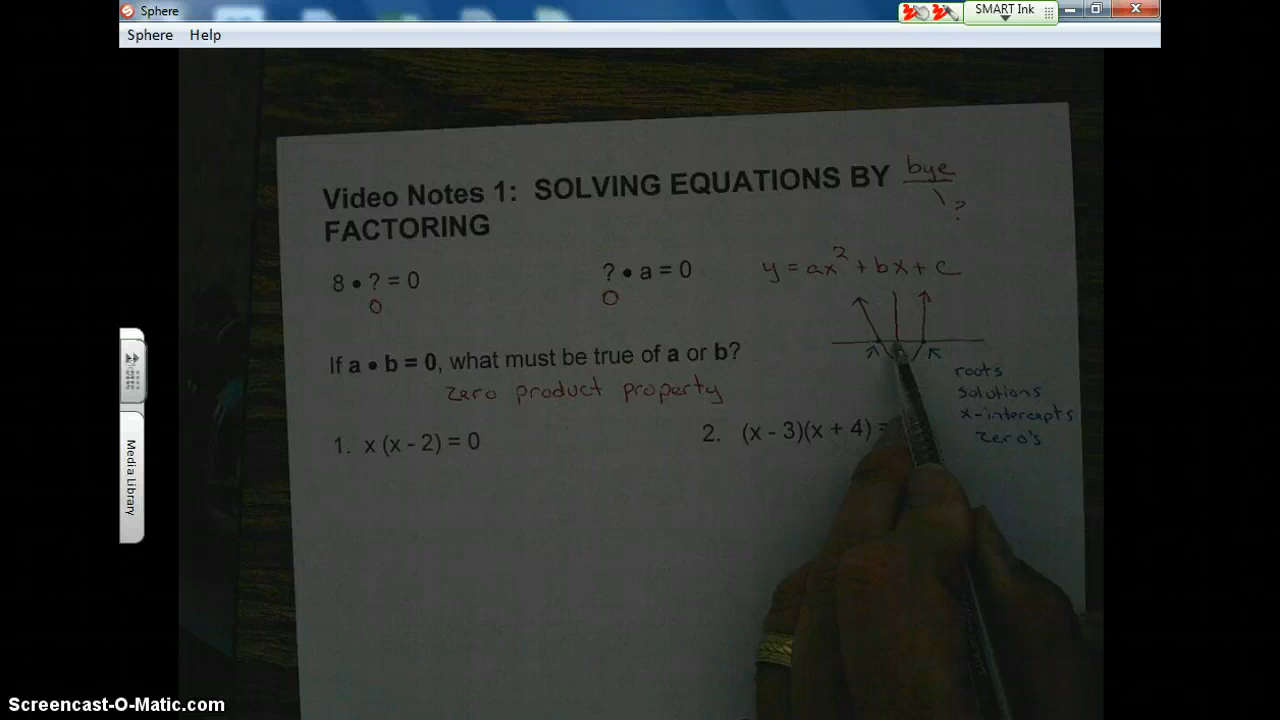 Sphere
SMART Ink
Sphere Help
Video Notes 1: SOLVING EQUATIONS BY bye
FACTORING
?
8 • ? = 0
0
? • a = 0
0
y = ax² + bx + c
If a • b = 0, what must be true of a or b?
zero product property
roots
solutions
x-intercepts
zero's
1. x (x - 2) = 0
2. (x - 3)(x + 4) =
Media Library
Screencast-O-Matic.com